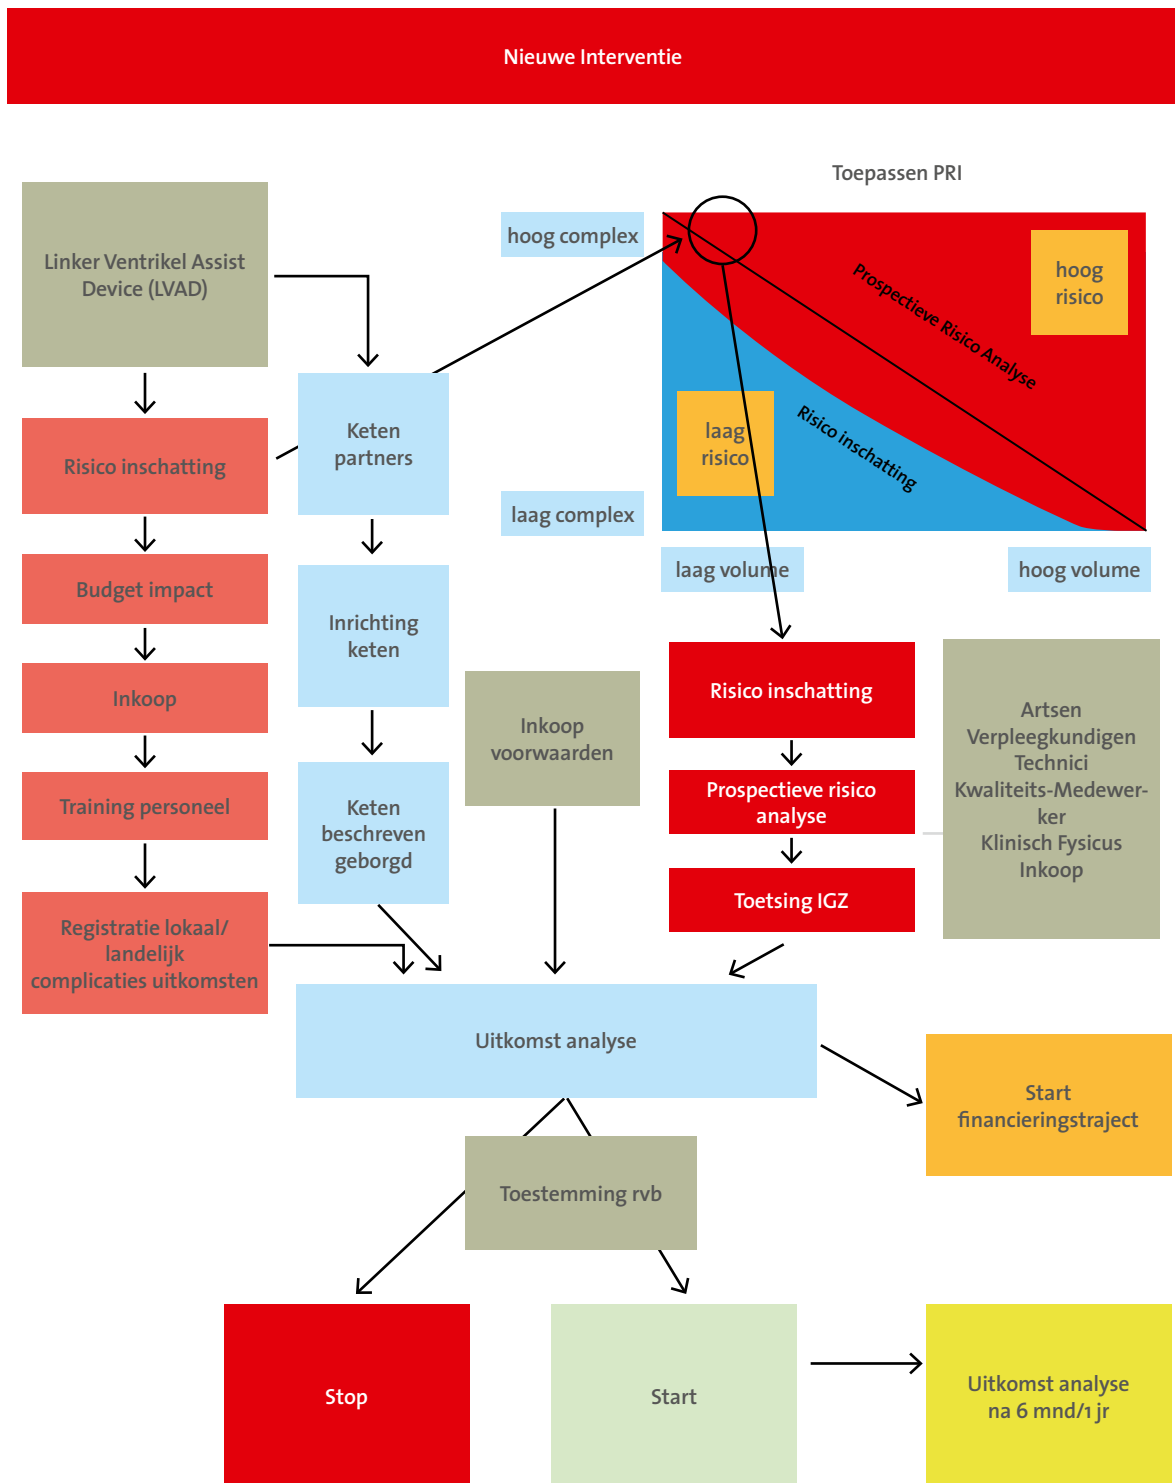 Nieuwe Interventie
Toepassen PRI
Linker Ventrikel Assist
Device (LVAD)
hoog complex
hoog
risico
Prospectieve Risico Analyse
Risico inschatting
laag
risico
laag complex
laag volume
hoog volume
Risico inschatting
Budget impact
Inkoop
Training personeel
Registratie lokaal/
landelijk
complicaties uitkomsten
Keten
partners
Inrichting
keten
Keten
beschreven
geborgd
Inkoop
voorwaarden
Risico inschatting
Prospectieve risico
analyse
Toetsing IGZ
Artsen
Verpleegkundigen
Technici
Kwaliteits-Medewer-
ker
Klinisch Fysicus
Inkoop
Uitkomst analyse
Start
financieringstraject
Toestemming rvb
Stop
Start
Uitkomst analyse
na 6 mnd/1 jr